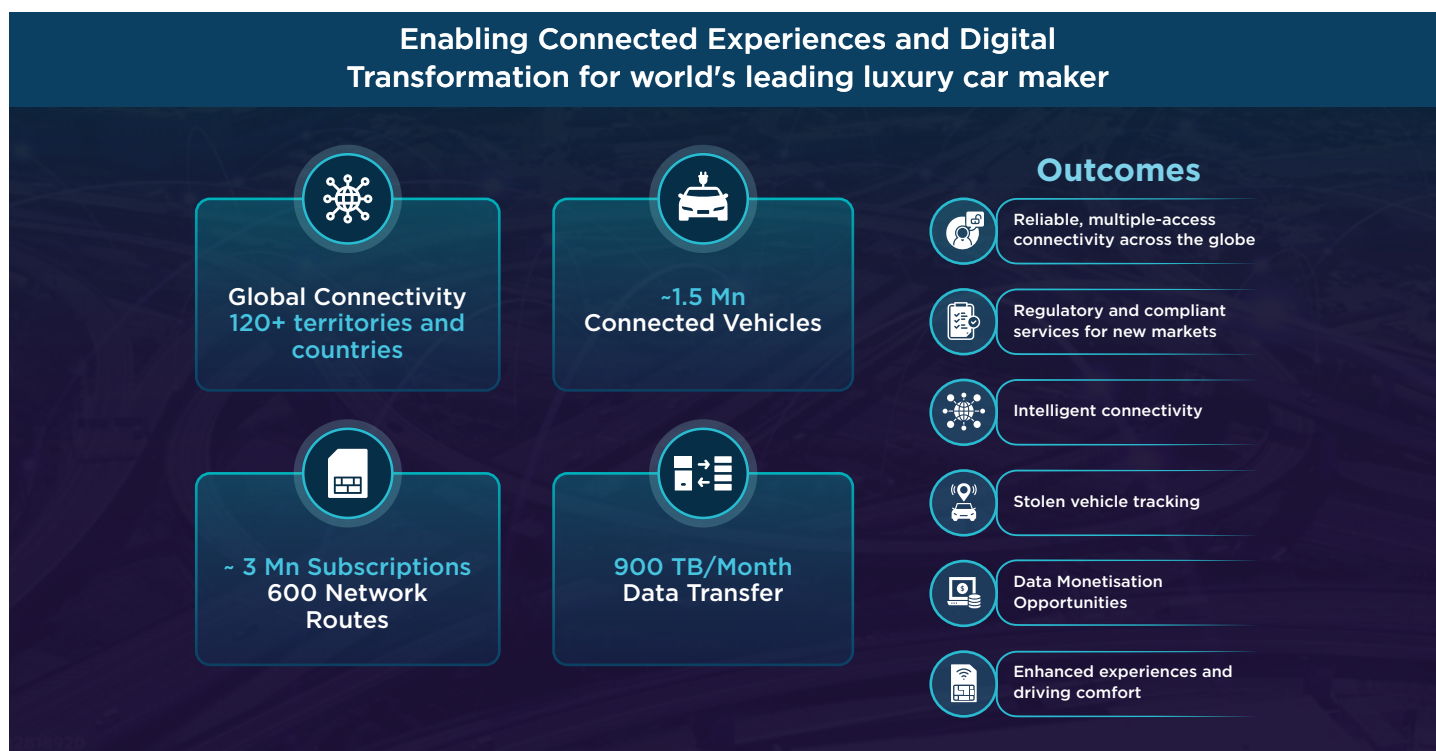 Enabling Connected Experiences and Digital
Transformation for world's leading luxury car maker
Global Connectivity
120+ territories and
countries
~1.5 Mn
Connected Vehicles
~ 3 Mn Subscriptions
600 Network
Routes
900 TB/Month
Data Transfer
Outcomes
Reliable, multiple-access
connectivity across the globe
Regulatory and compliant
services for new markets
Intelligent connectivity
Stolen vehicle tracking
Data Monetisation
Opportunities
Enhanced experiences and
driving comfort